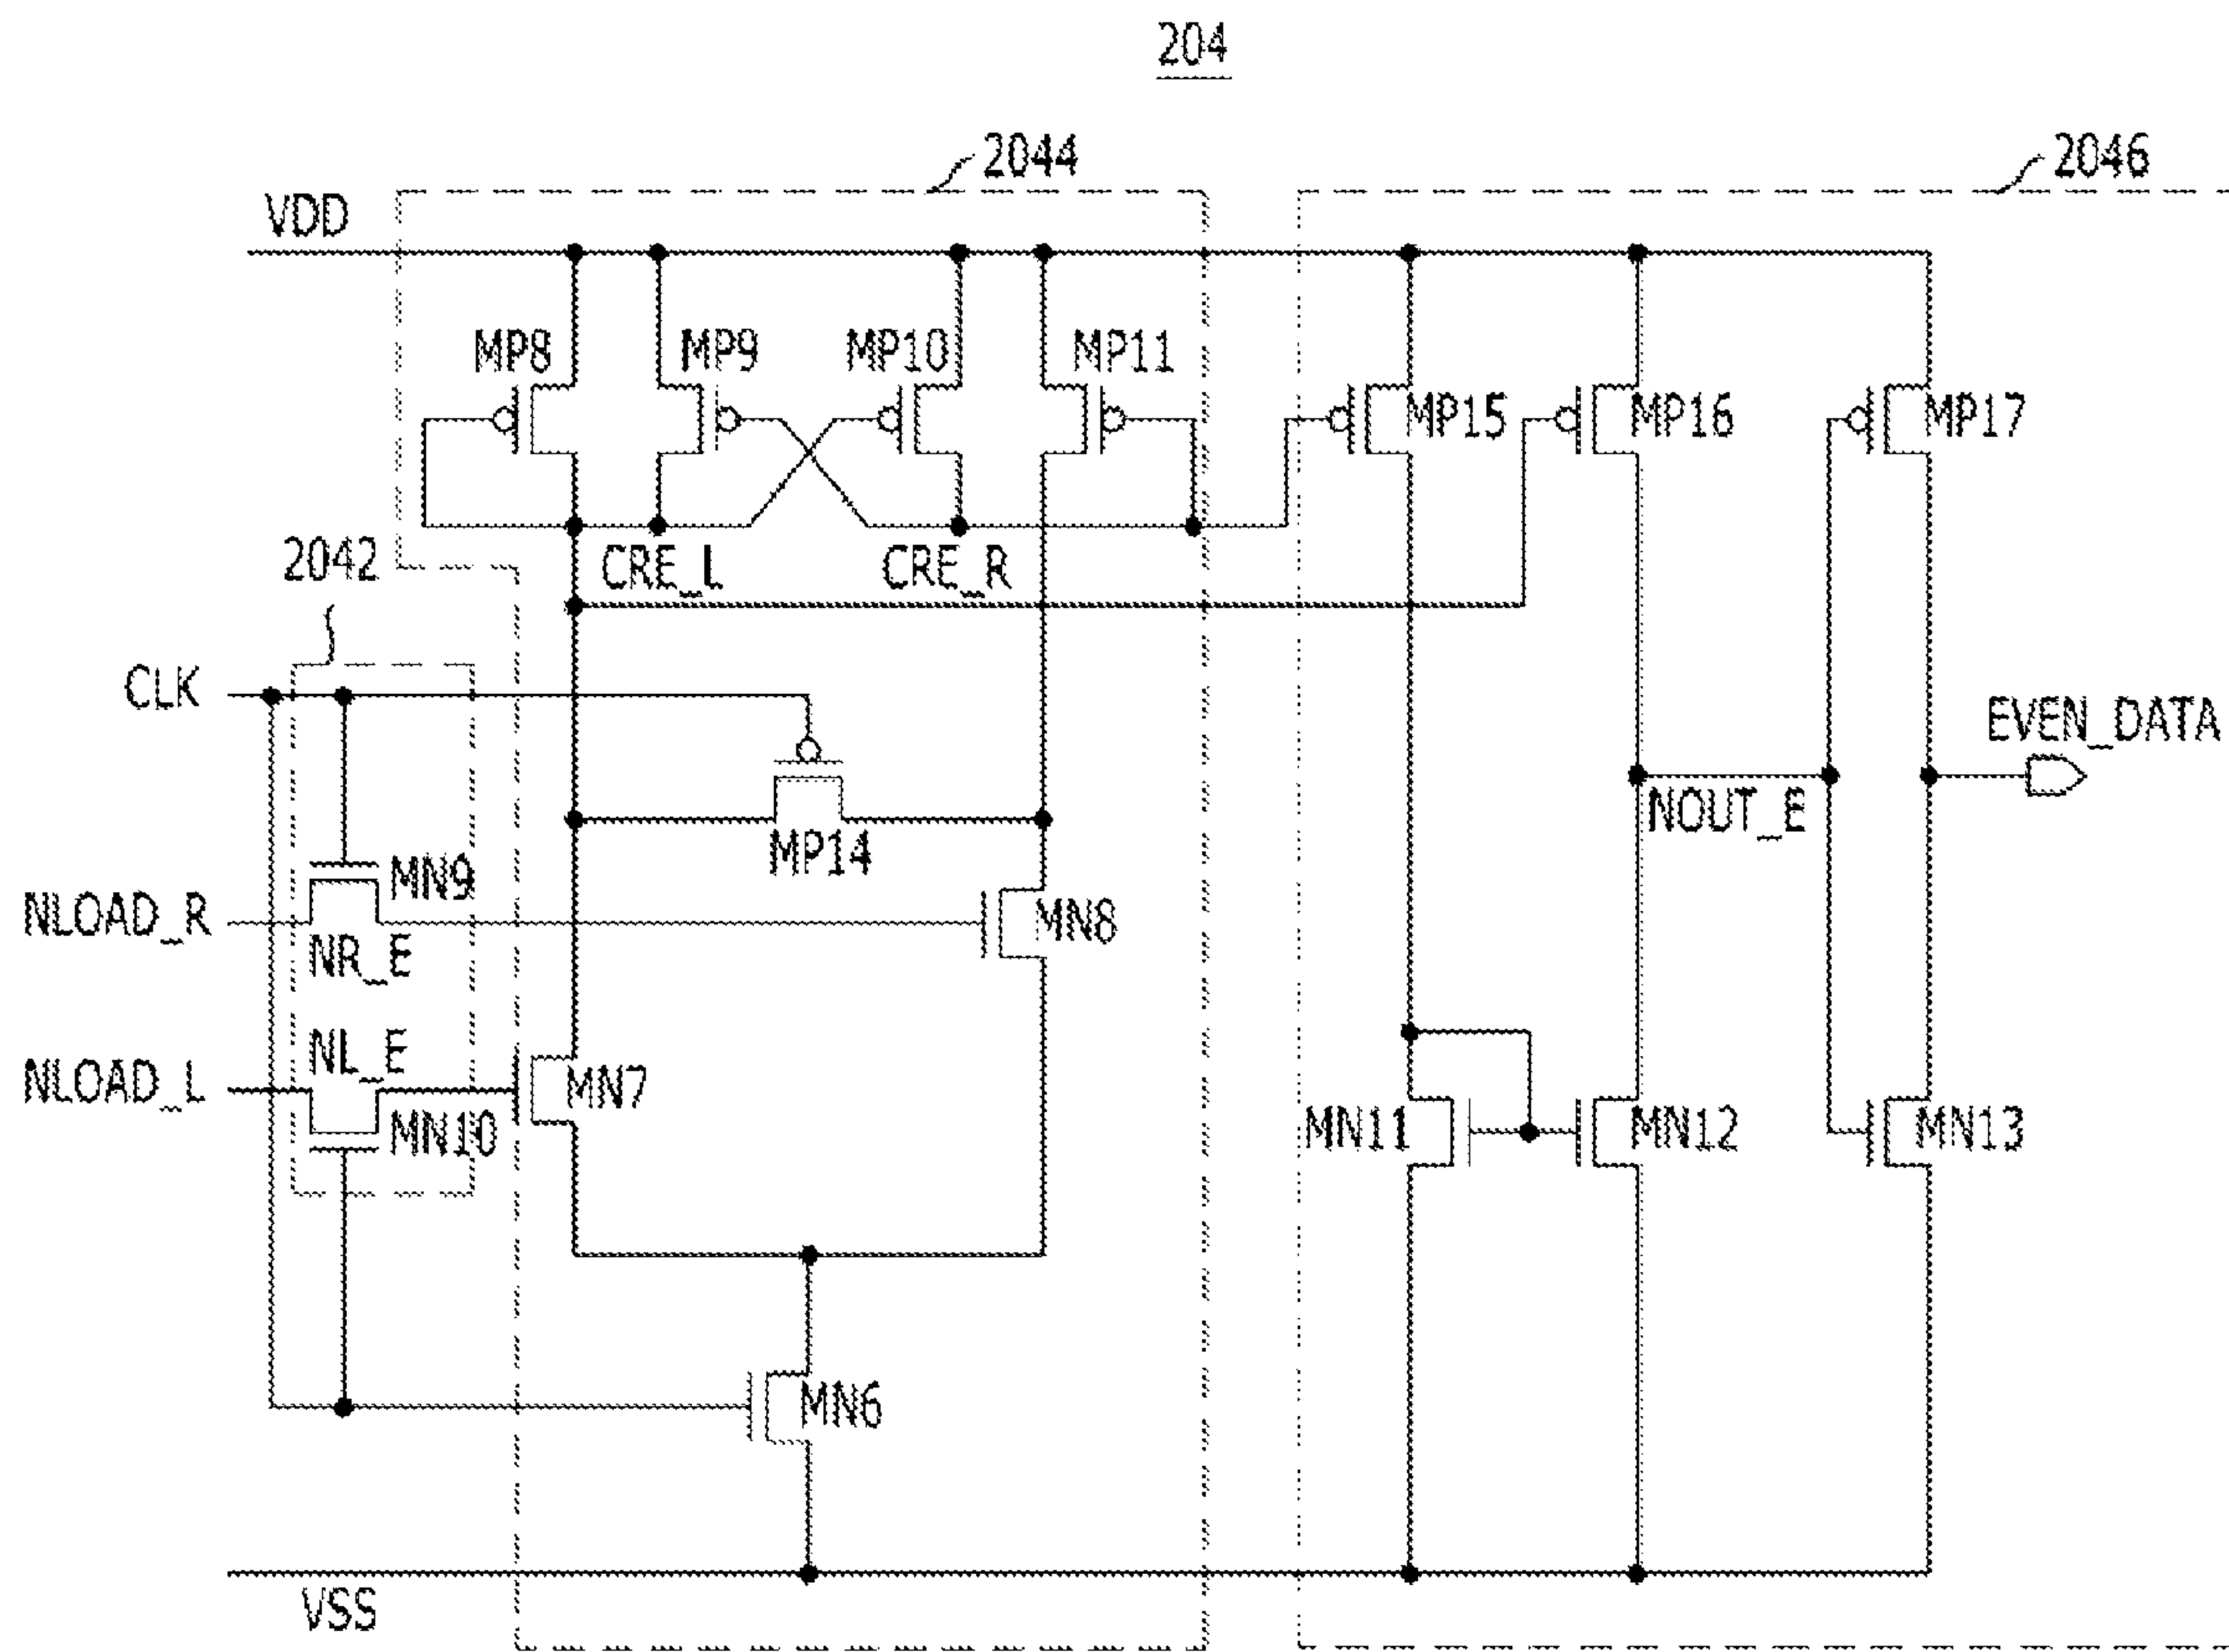 204
2044
2046
VDD
MP8
MP9
MP10
MP11
MP15
MP16
MP17
2042
CRE_L
CRE_R
CLK
EVEN_DATA
NOUT_E
MP14
MN9
NLOAD_R
NR_E
MN8
NL_E
NLOAD_L
MN7
MN10
MN11
MN12
MN13
MN6
VSS